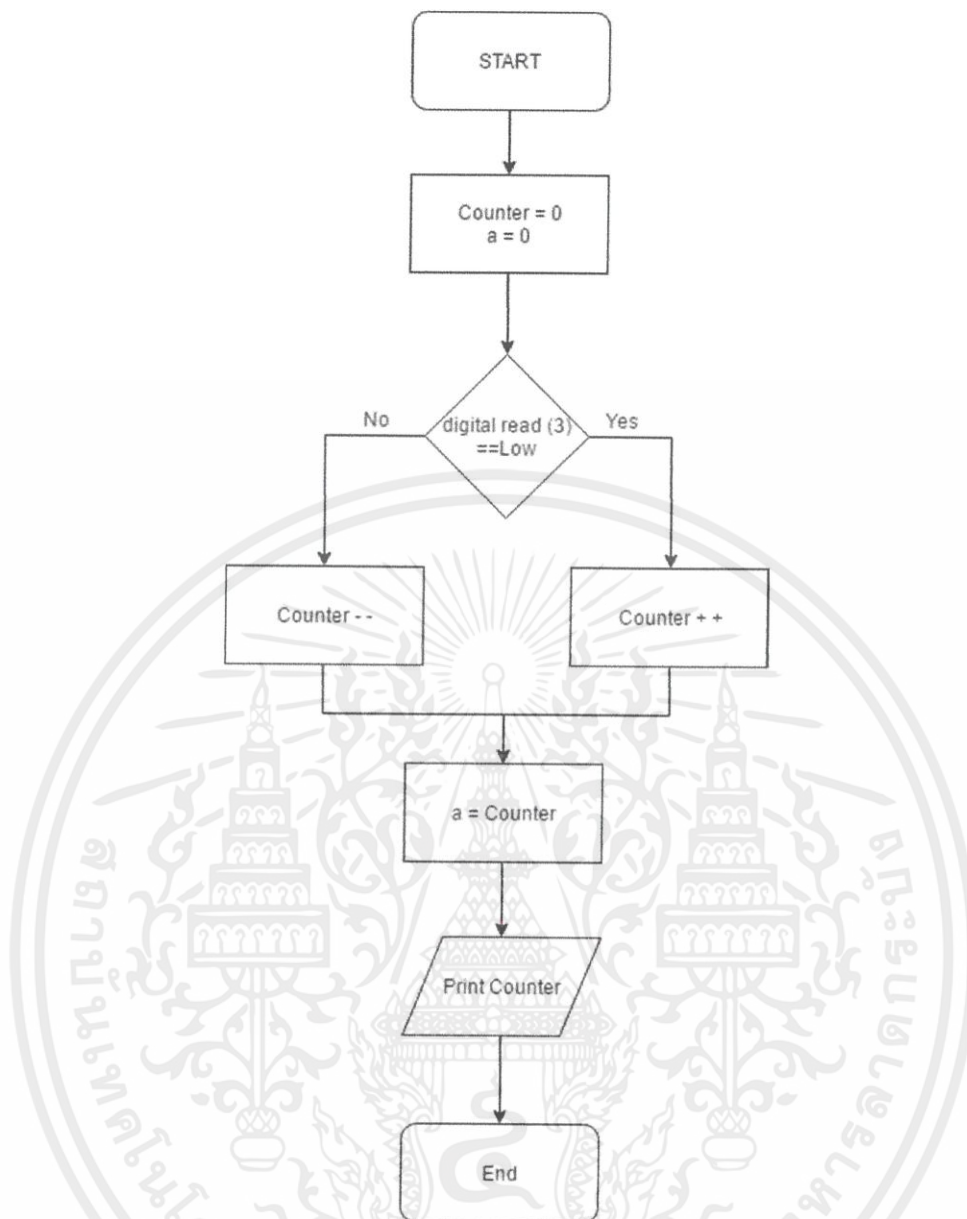 START
Counter = 0
a = 0
digital read (3)
==Low
No
Yes
Counter - -
Counter + +
a = Counter
Print Counter
End